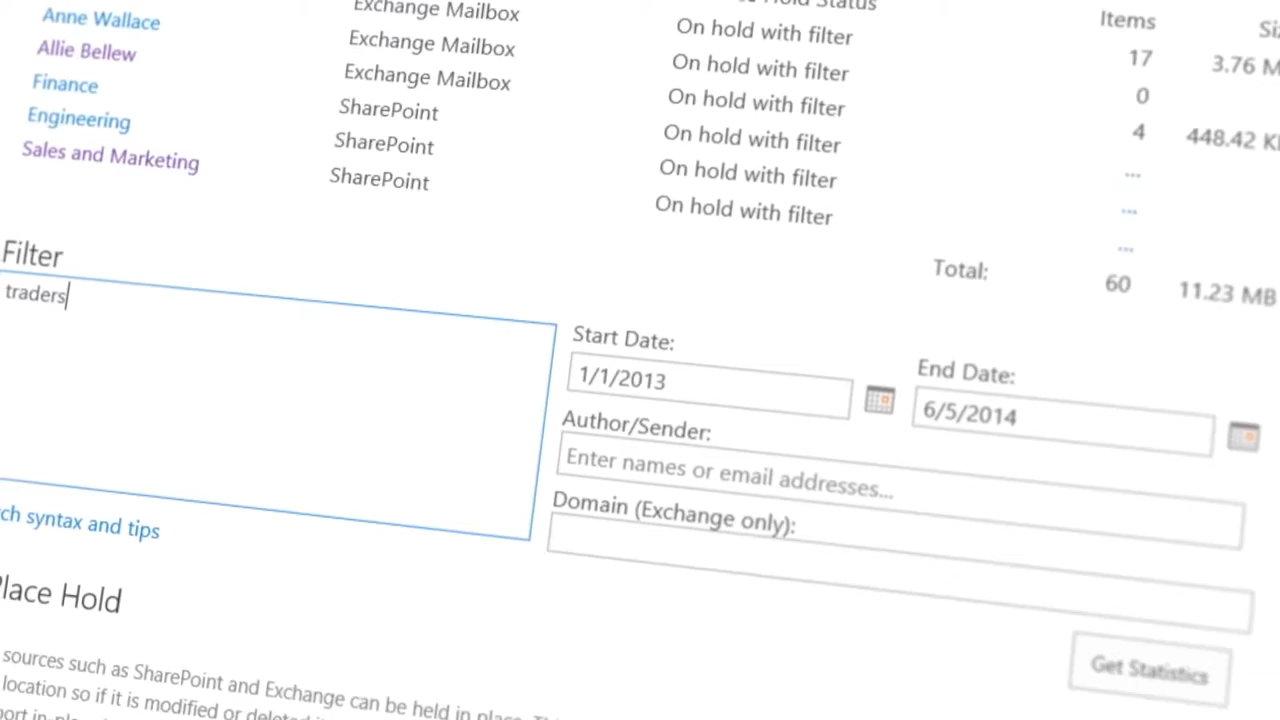 Hold Status
Items
Anne Wallace Exchange Mailbox On hold with filter 17 3.76 M
Allie Bellew Exchange Mailbox On hold with filter 0
Finance Exchange Mailbox On hold with filter 4 448.42
Engineering SharePoint On hold with filter ...
Sales and Marketing SharePoint On hold with filter ...
SharePoint On hold with filter ...
Total: 60 11.23 MB
Filter
traders
Start Date:
End Date:
1/1/2013
6/5/2014
Author/Sender:
Enter names or email addresses...
Domain (Exchange only):
ch syntax and tips
Get Statistics
Place Hold
sources such as SharePoint and Exchange can be held in place.
location so if it is modified or deleted